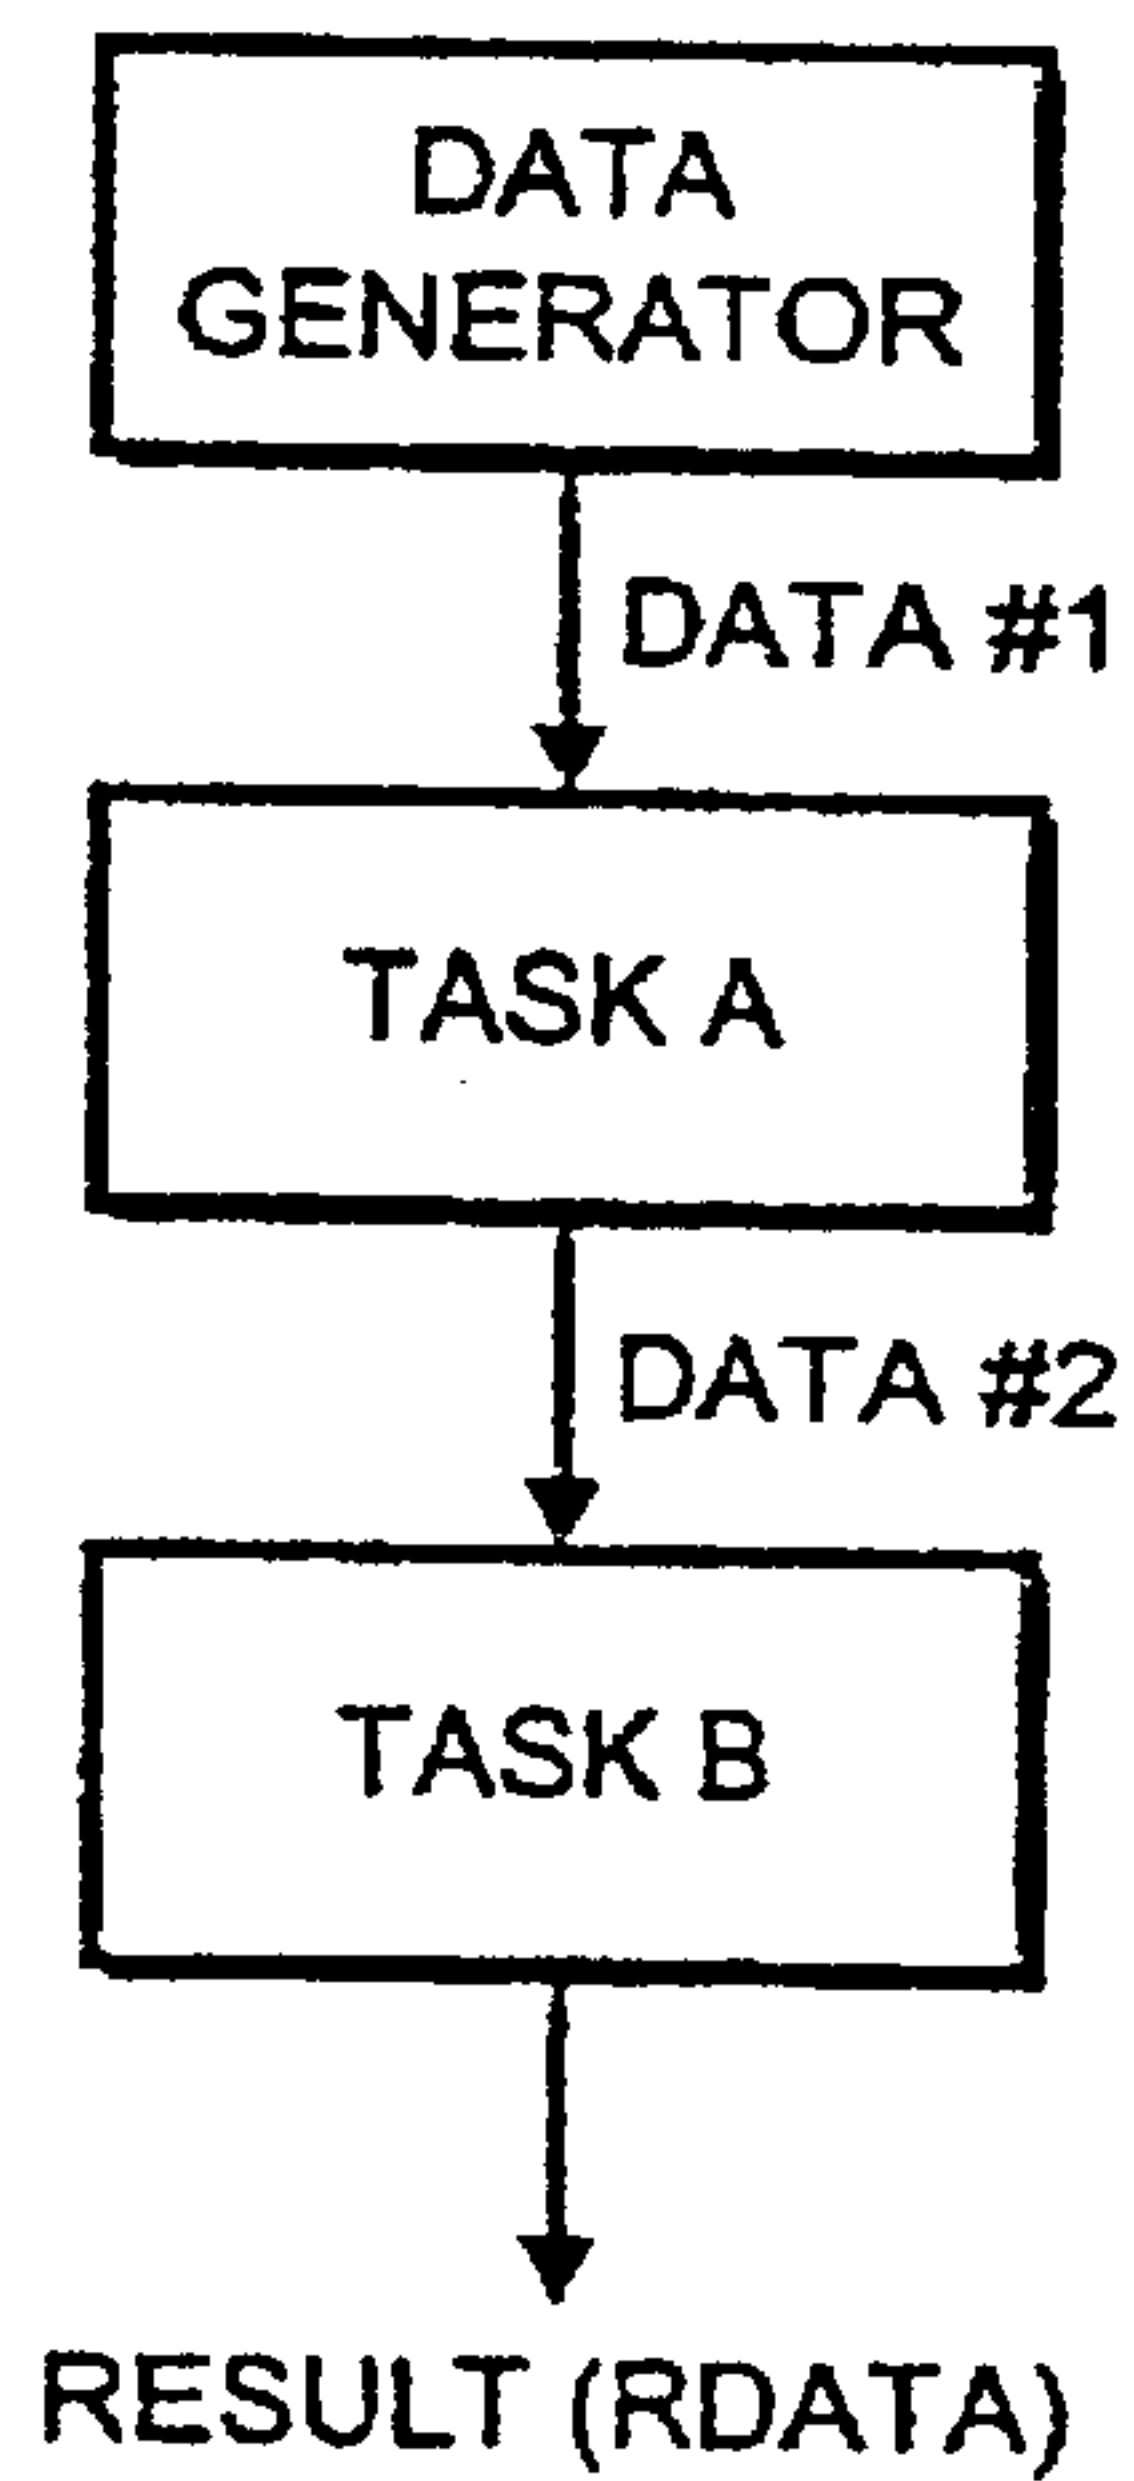 DATA
GENERATOR
DATA #1
TASK A
DATA #2
TASK B
RESULT (RDATA)